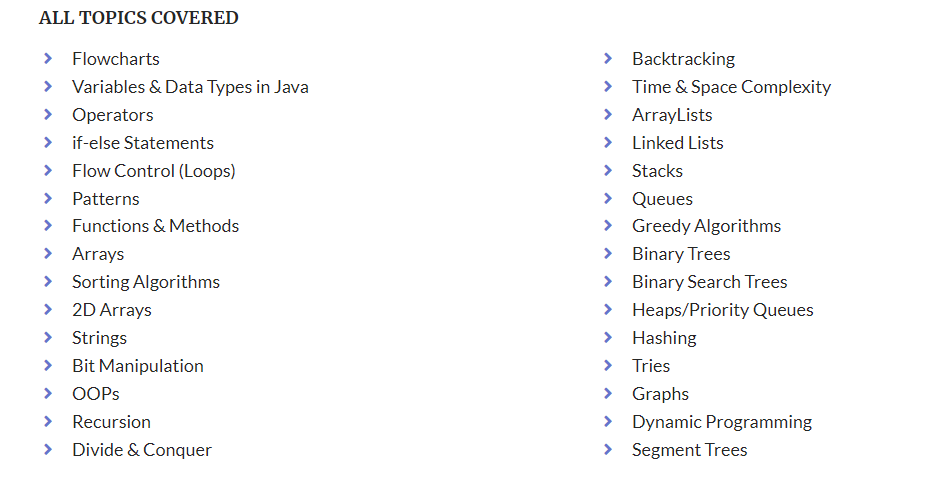 ALL TOPICS COVERED
Flowcharts
Variables & Data Types in Java
Operators
if-else Statements
Flow Control (Loops)
Patterns
Functions & Methods
Arrays
Sorting Algorithms
2D Arrays
Strings
Bit Manipulation
OOPs
Recursion
Divide & Conquer
Backtracking
Time & Space Complexity
ArrayLists
Linked Lists
Stacks
Queues
Greedy Algorithms
Binary Trees
Binary Search Trees
Heaps/Priority Queues
Hashing
Tries
Graphs
Dynamic Programming
Segment Trees